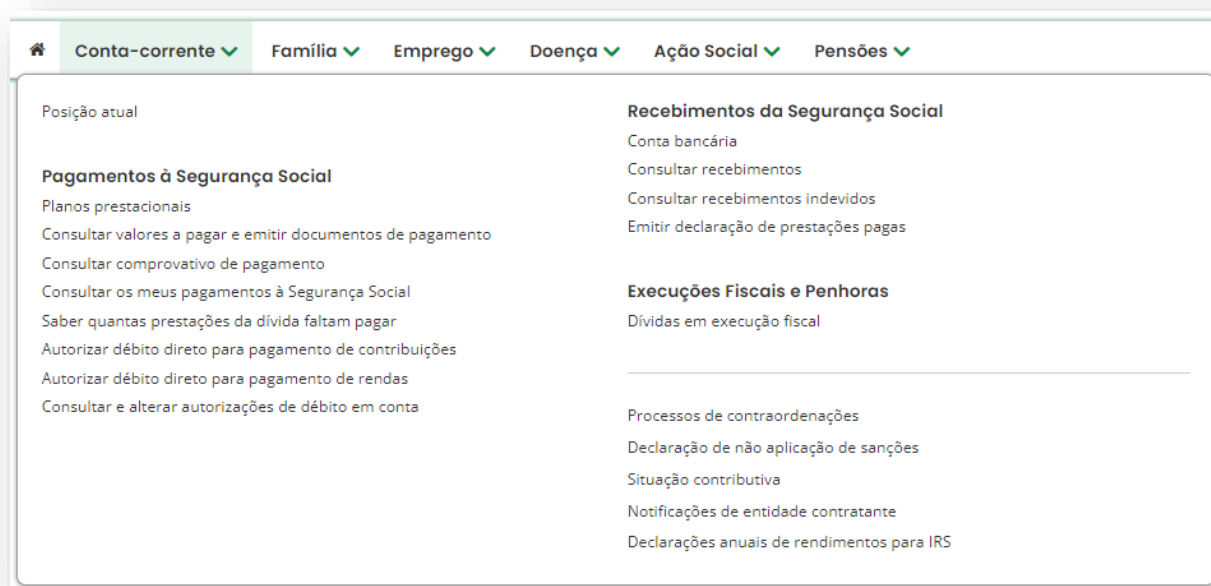 Conta-corrente Família Emprego Doença Ação Social Pensões
Posição atual
Pagamentos à Segurança Social
Planos prestacionais
Consultar valores a pagar e emitir documentos de pagamento
Consultar comprovativo de pagamento
Consultar os meus pagamentos à Segurança Social
Saber quantas prestações da dívida faltam pagar
Autorizar débito direto para pagamento de contribuições
Autorizar débito direto para pagamento de rendas
Consultar e alterar autorizações de débito em conta
Recebimentos da Segurança Social
Conta bancária
Consultar recebimentos
Consultar recebimentos indevidos
Emitir declaração de prestações pagas
Execuções Fiscais e Penhoras
Dívidas em execução fiscal
Processos de contraordenações
Declaração de não aplicação de sanções
Situação contributiva
Notificações de entidade contratante
Declarações anuais de rendimentos para IRS